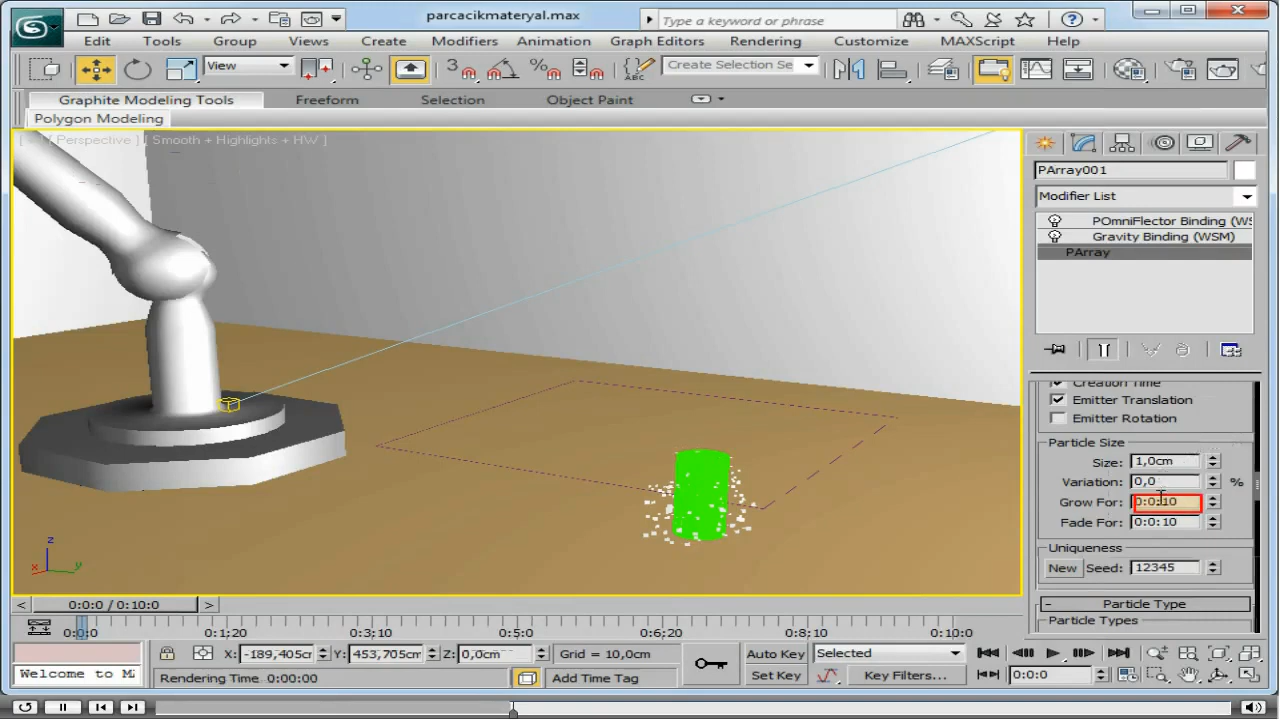 parcacikmateryal.max
Type a keyword or phrase
Edit Tools Group Views Create Modifiers Animation Graph Editors Rendering Customize MAXScript Help
View
3
%
ABC
Create Selection Se
Graphite Modeling Tools Freeform Selection Object Paint
Polygon Modeling
Perspective ] [ Smooth + Highlights + HW ]
PArray001
Modifier List
POmniFlector Binding (WS
Gravity Binding (WSM)
PArray
Creation Time
Emitter Translation
Emitter Rotation
Particle Size
Size: 1,0cm
Variation: 0,0 %
Grow For: 0:0:10
Fade For: 0:0:10
Uniqueness
New Seed: 12345
- Particle Type
Particle Types
z
x
y
< 0:0:0 / 0:10:0 >
0:0:0 0:1:20 0:3:10 0:5:0 0:6:20 0:8:10 0:10:0
X: -189,405cm Y: 453,705cm Z: 0,0cm Grid = 10,0cm Auto Key Selected
Welcome to MA Rendering Time 0:00:00 Add Time Tag Set Key Key Filters... 0:0:0